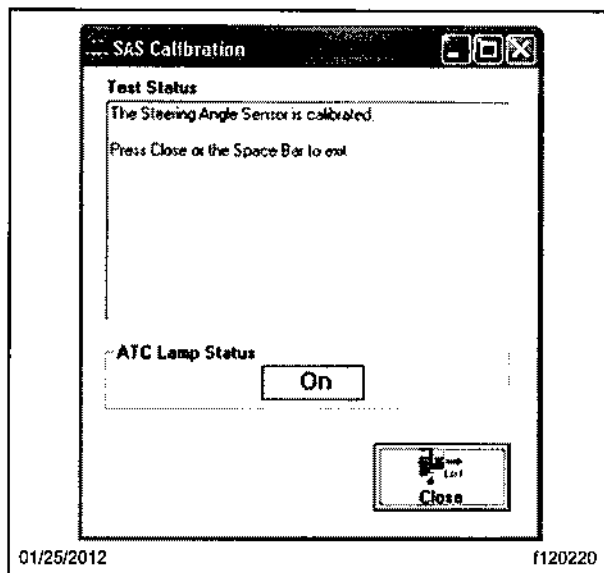 SAS Calibration
Test Status
The Steering Angle Sensor is calibrated.
Press Close or the Space Bar to exit
ATC Lamp Status
On
Close
01/25/2012 f120220